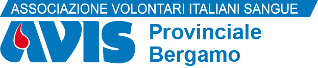 ASSOCIAZIONE VOLONTARI ITALIANI SANGUE
AVIS Provinciale
Bergamo